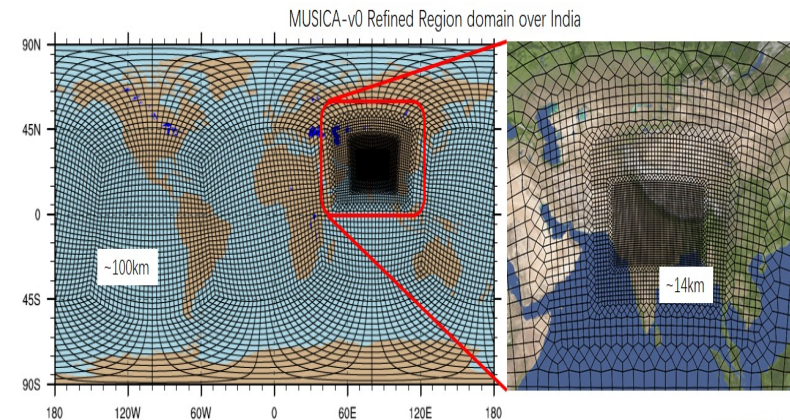 MUSICA-v0 Refined Region domain over India
90N
45N
0
45S
90S
180 120W 60W 0 60E 120E 180
~100km
~14km